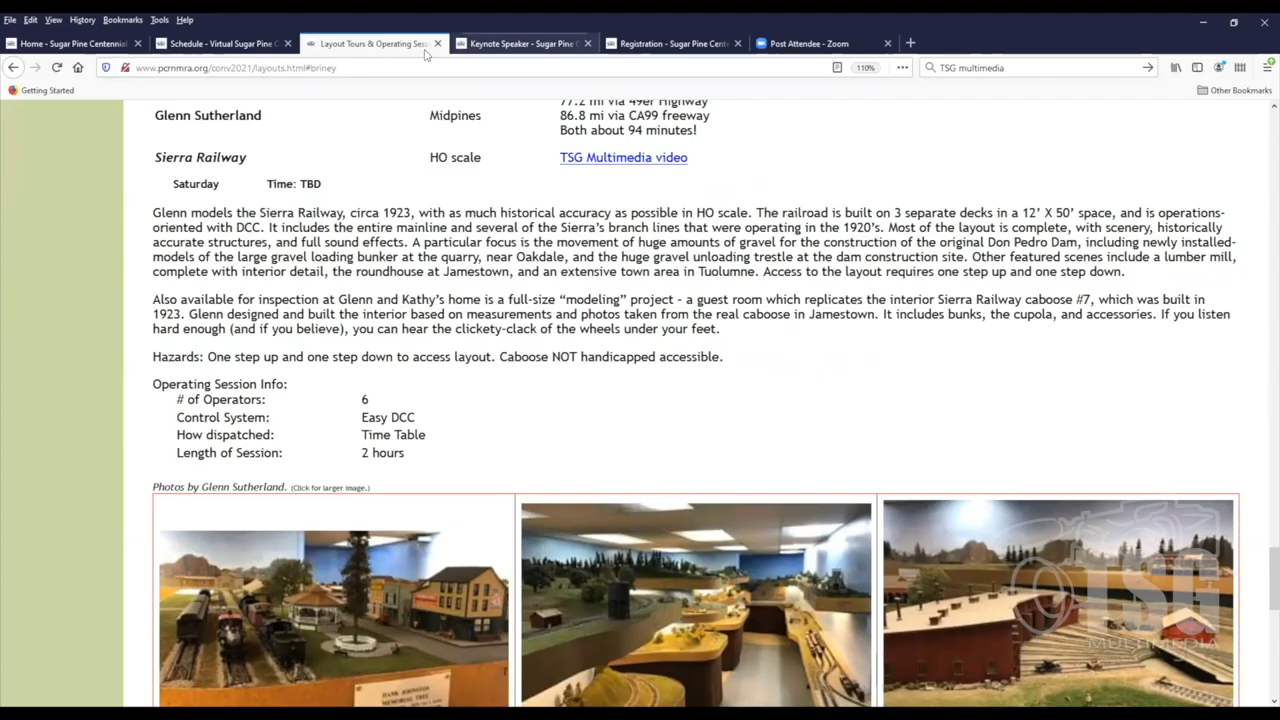 File Edit View History Bookmarks Tools Help
Home - Sugar Pine Centennial Schedule - Virtual Sugar Pine C Layout Tours & Operating Sess Keynote Speaker - Sugar Pine C Registration - Sugar Pine Cente Post Attendee - Zoom
www.pcrnmra.org/conv2021/layouts.html#briney 110% TSG multimedia
Getting Started Other Bookmarks
77.2 mi via 49er Highway
Glenn Sutherland Midpines 86.8 mi via CA99 freeway
Both about 94 minutes!
Sierra Railway HO scale TSG Multimedia video
Saturday Time: TBD
Glenn models the Sierra Railway, circa 1923, with as much historical accuracy as possible in HO scale. The railroad is built on 3 separate decks in a 12’ X 50’ space, and is operations-
oriented with DCC. It includes the entire mainline and several of the Sierra’s branch lines that were operating in the 1920’s. Most of the layout is complete, with scenery, historically
accurate structures, and full sound effects. A particular focus is the movement of huge amounts of gravel for the construction of the original Don Pedro Dam, including newly installed-
models of the large gravel loading bunker at the quarry, near Oakdale, and the huge gravel unloading trestle at the dam construction site. Other featured scenes include a lumber mill,
complete with interior detail, the roundhouse at Jamestown, and an extensive town area in Tuolumne. Access to the layout requires one step up and one step down.
Also available for inspection at Glenn and Kathy’s home is a full-size “modeling” project – a guest room which replicates the interior Sierra Railway caboose #7, which was built in
1923. Glenn designed and built the interior based on measurements and photos taken from the real caboose in Jamestown. It includes bunks, the cupola, and accessories. If you listen
hard enough (and if you believe), you can hear the clickety-clack of the wheels under your feet.
Hazards: One step up and one step down to access layout. Caboose NOT handicapped accessible.
Operating Session Info:
# of Operators: 6
Control System: Easy DCC
How dispatched: Time Table
Length of Session: 2 hours
Photos by Glenn Sutherland. (Click for larger image.)
HANK JOHNSTON
MEMORIAL TREE
TSG
MULTIMEDIA